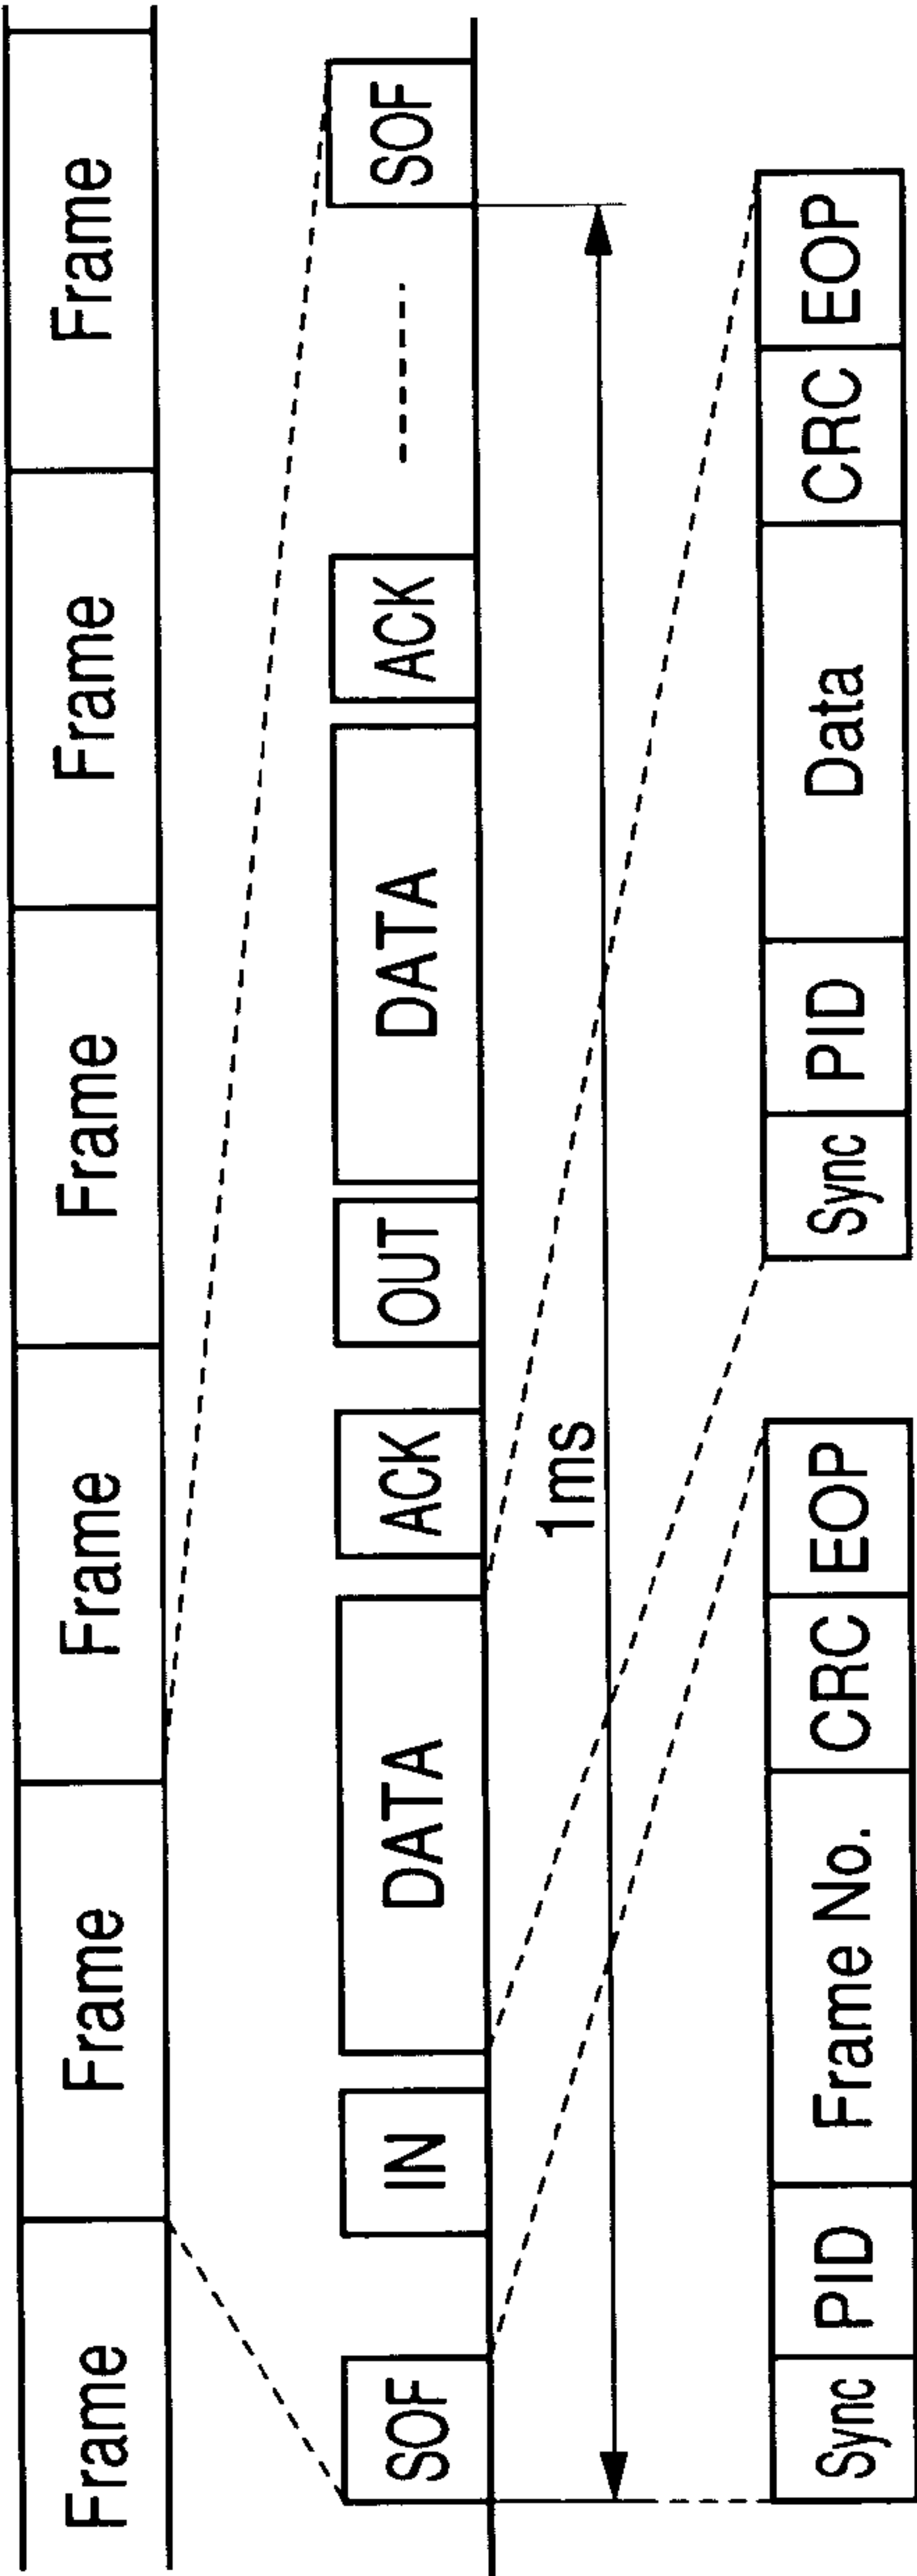 Frame Frame Frame Frame Frame Frame
SOF IN DATA ACK OUT DATA ACK SOF
1ms
Sync PID Frame No. CRC EOP Sync PID Data CRC EOP